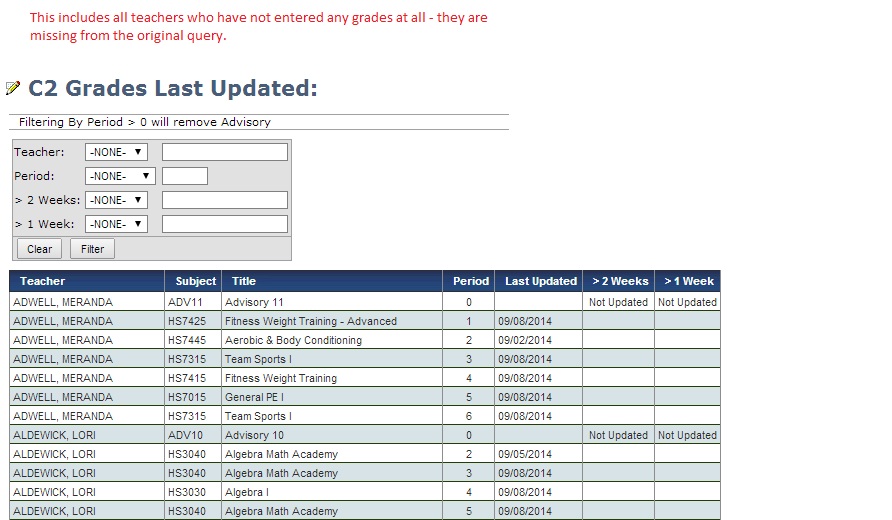 This includes all teachers who have not entered any grades at all - they are
missing from the original query.
C2 Grades Last Updated:
Filtering By Period > 0 will remove Advisory
Teacher: -NONE-
Period: -NONE-
> 2 Weeks: -NONE-
> 1 Week: -NONE-
Clear Filter
Teacher Subject Title Period Last Updated > 2 Weeks > 1 Week
ADWELL, MERANDA ADV11 Advisory 11 0 Not Updated Not Updated
ADWELL, MERANDA HS7425 Fitness Weight Training - Advanced 1 09/08/2014
ADWELL, MERANDA HS7445 Aerobic & Body Conditioning 2 09/02/2014
ADWELL, MERANDA HS7315 Team Sports I 3 09/08/2014
ADWELL, MERANDA HS7415 Fitness Weight Training 4 09/08/2014
ADWELL, MERANDA HS7015 General PE I 5 09/08/2014
ADWELL, MERANDA HS7315 Team Sports I 6 09/08/2014
ALDEWICK, LORI ADV10 Advisory 10 0 Not Updated Not Updated
ALDEWICK, LORI HS3040 Algebra Math Academy 2 09/05/2014
ALDEWICK, LORI HS3040 Algebra Math Academy 3 09/08/2014
ALDEWICK, LORI HS3030 Algebra I 4 09/08/2014
ALDEWICK, LORI HS3040 Algebra Math Academy 5 09/08/2014